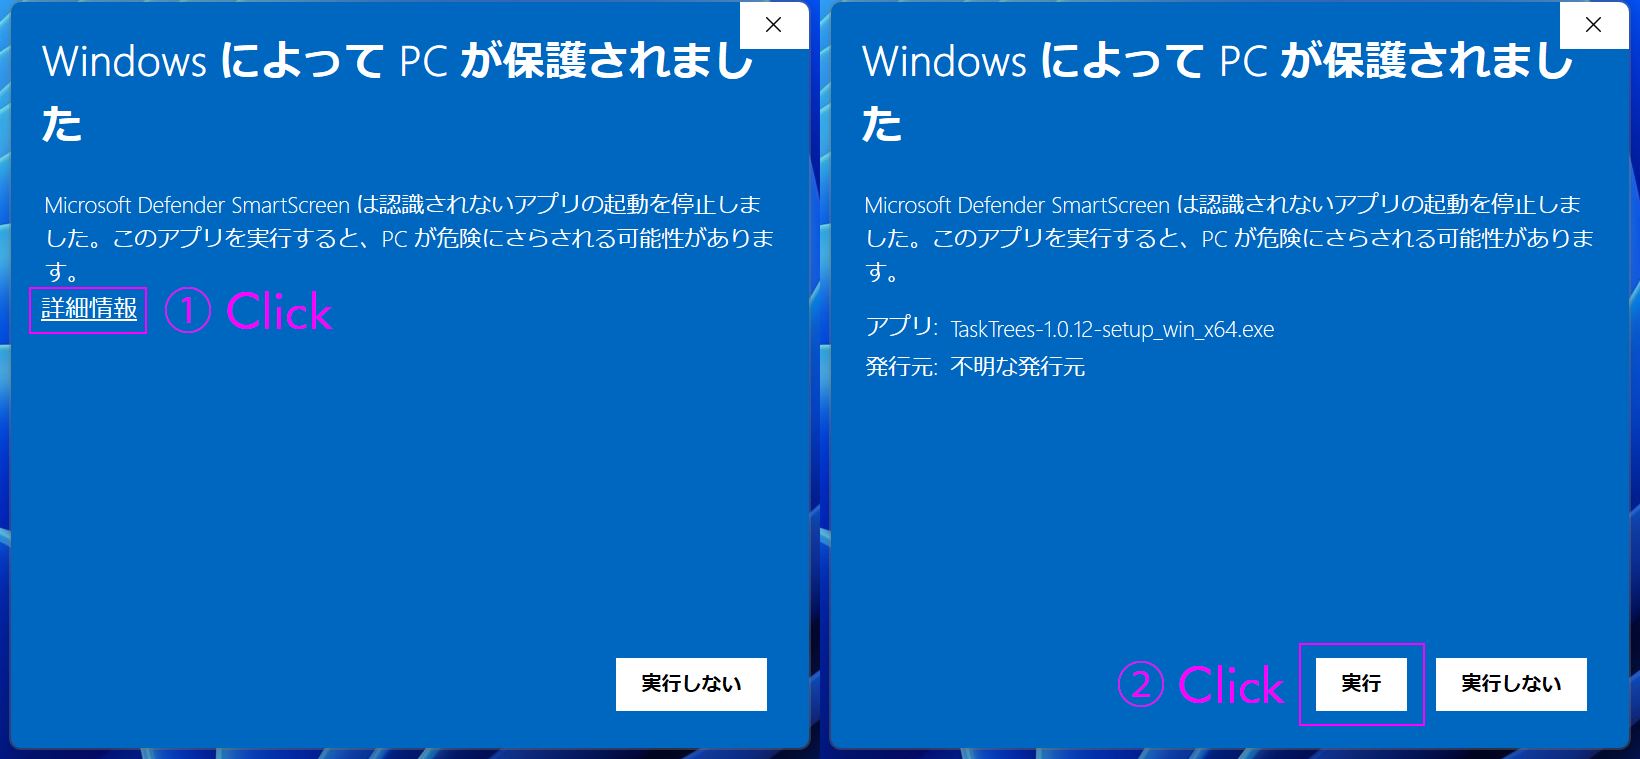 Windows によって PC が保護されまし
た
Microsoft Defender SmartScreen は認識されないアプリの起動を停止しま
した。このアプリを実行すると、PC が危険にさらされる可能性がありま
す。
詳細情報
① Click
実行しない
Windows によって PC が保護されまし
た
Microsoft Defender SmartScreen は認識されないアプリの起動を停止しま
した。このアプリを実行すると、PC が危険にさらされる可能性がありま
す。
アプリ: TaskTrees-1.0.12-setup_win_x64.exe
発行元: 不明な発行元
② Click
実行
実行しない